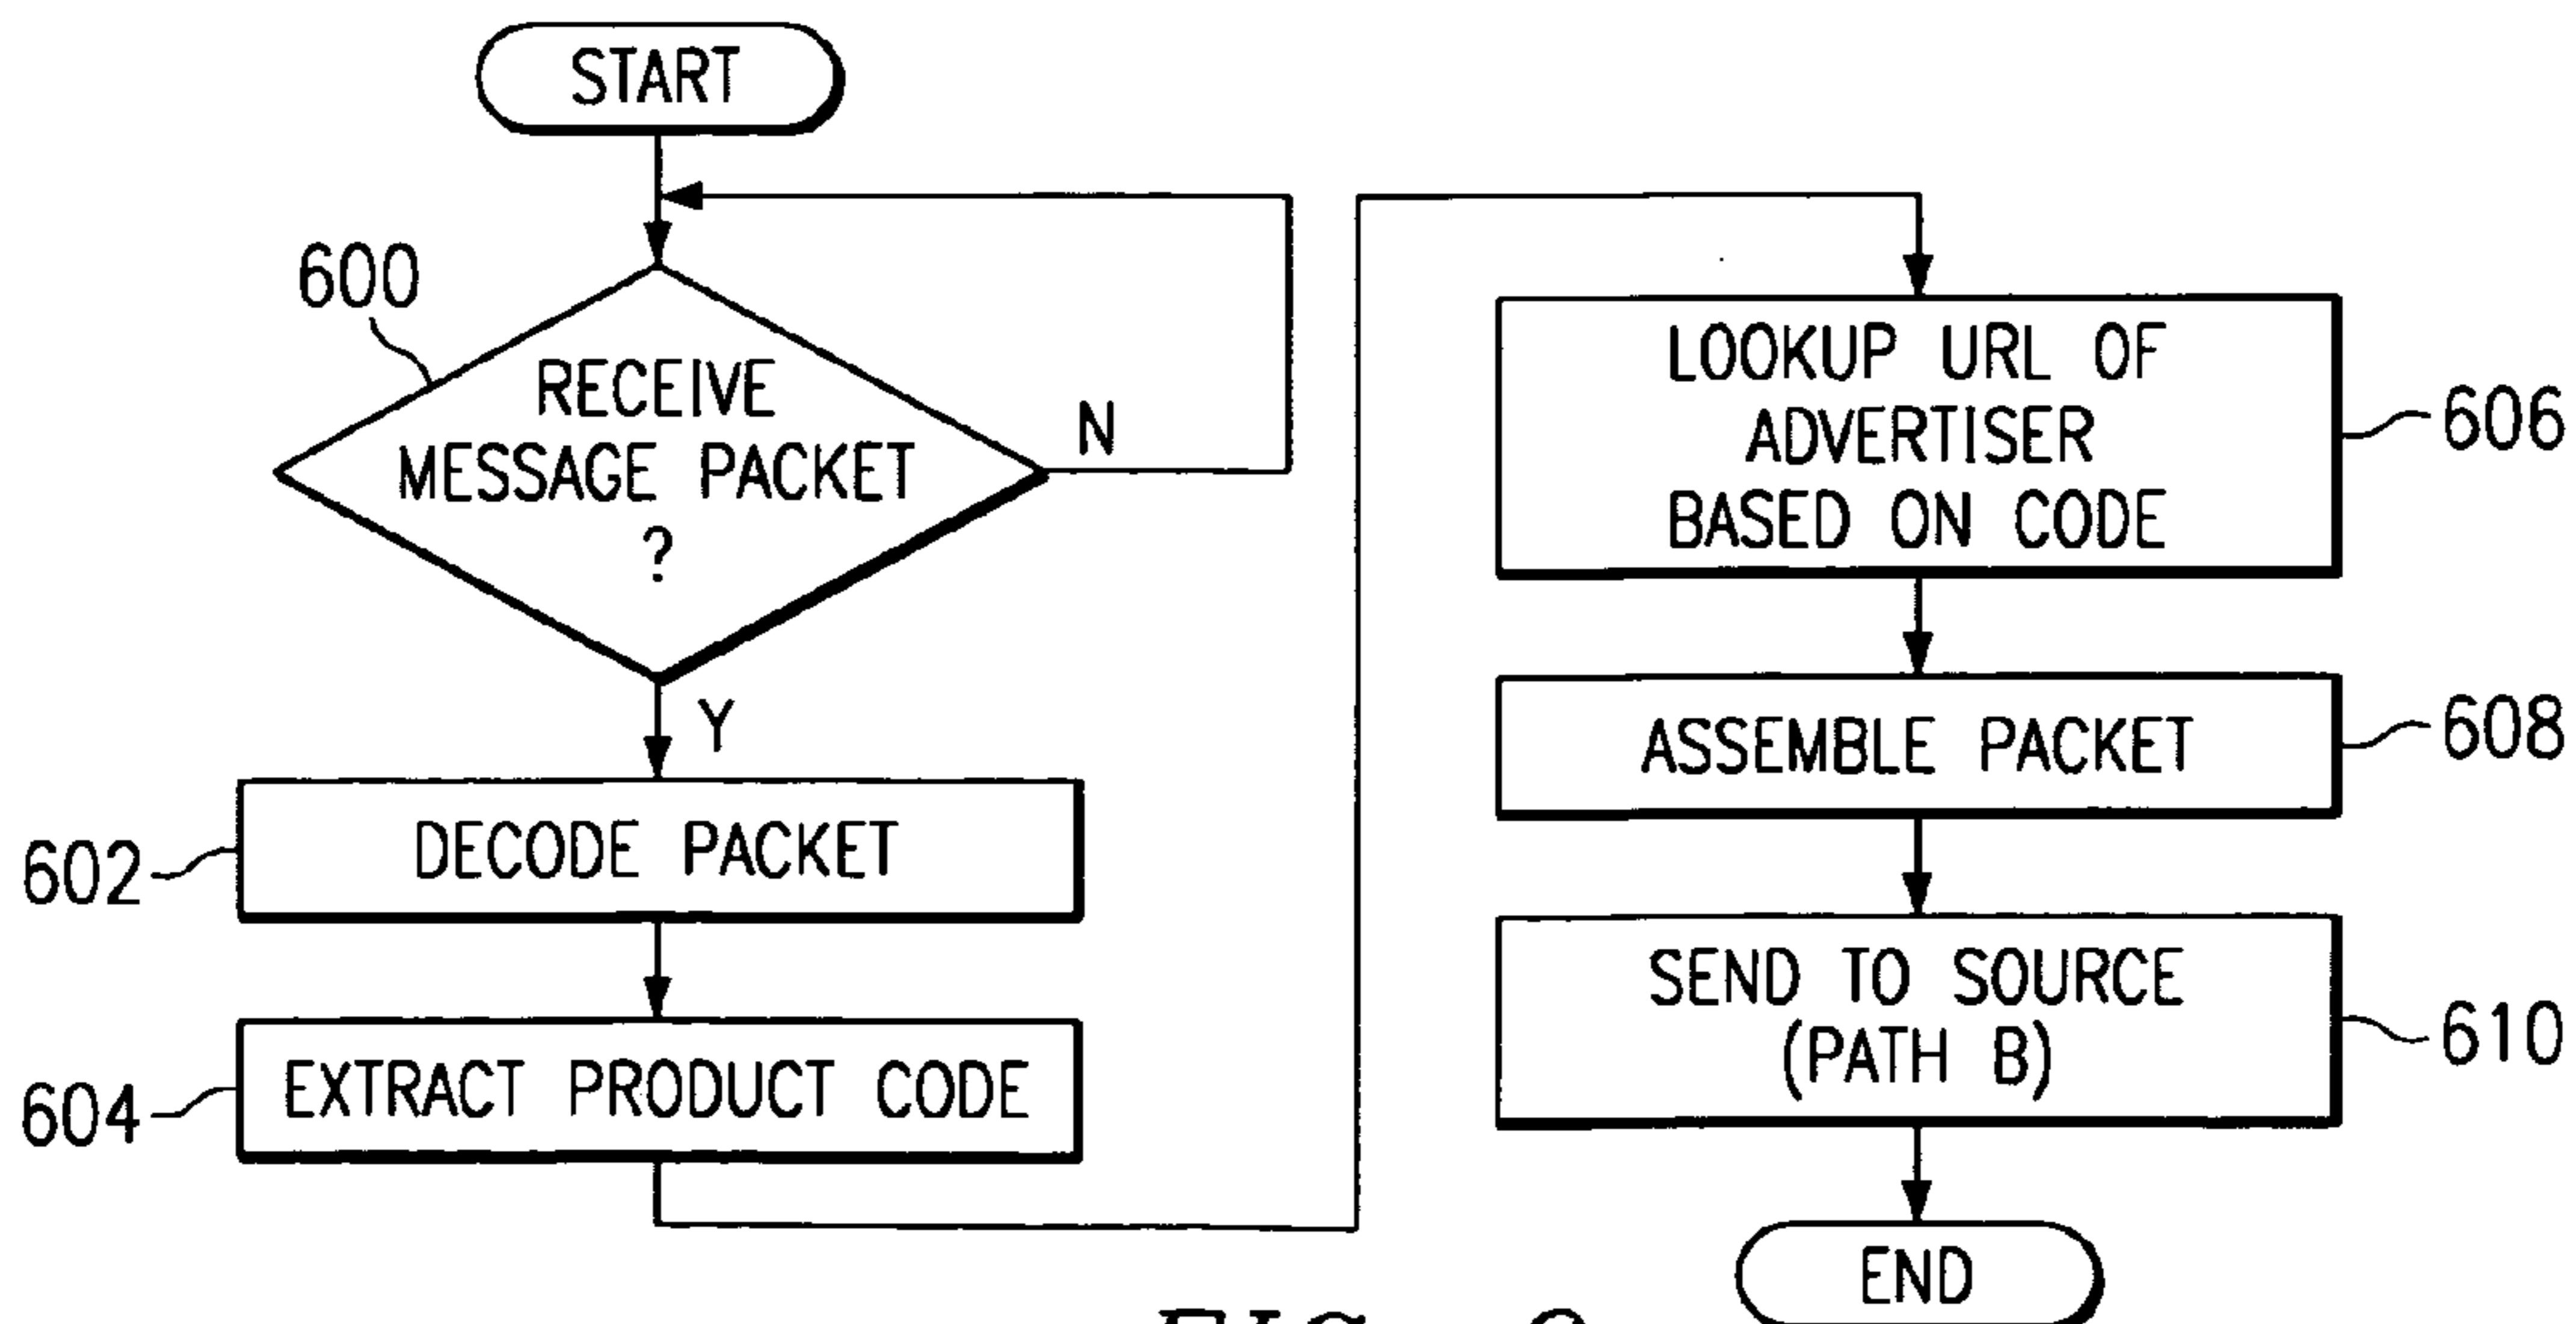 START
600
RECEIVE
MESSAGE PACKET
?
N
Y
602
DECODE PACKET
604
EXTRACT PRODUCT CODE
LOOKUP URL OF
ADVERTISER
BASED ON CODE
606
ASSEMBLE PACKET
608
SEND TO SOURCE
(PATH B)
610
END